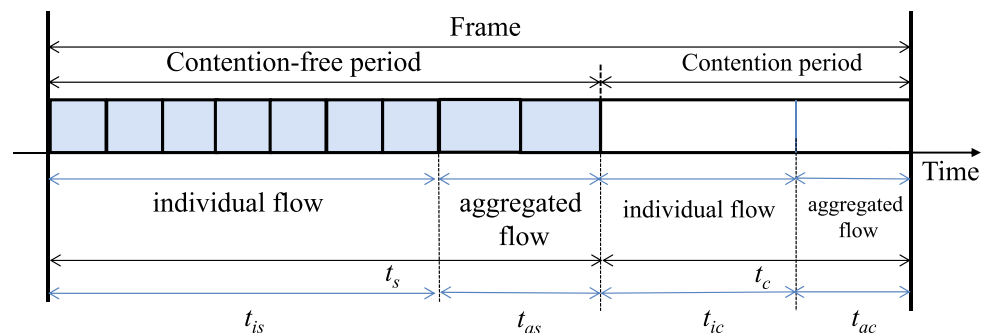 Frame
Contention-free period
Contention period
Time
individual flow
aggregated
flow
individual flow
aggregated
flow
t_s
t_c
t_is
t_as
t_ic
t_ac